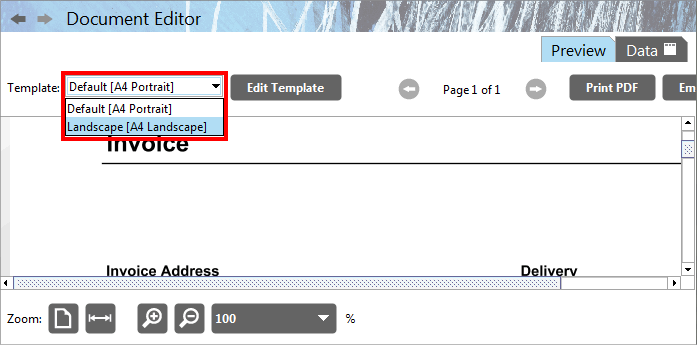 Document Editor
Preview Data
Template: Default [A4 Portrait] Edit Template Page 1 of 1 Print PDF Em
Default [A4 Portrait]
Landscape [A4 Landscape]
Invoice
Invoice Address Delivery
Zoom: 100 %